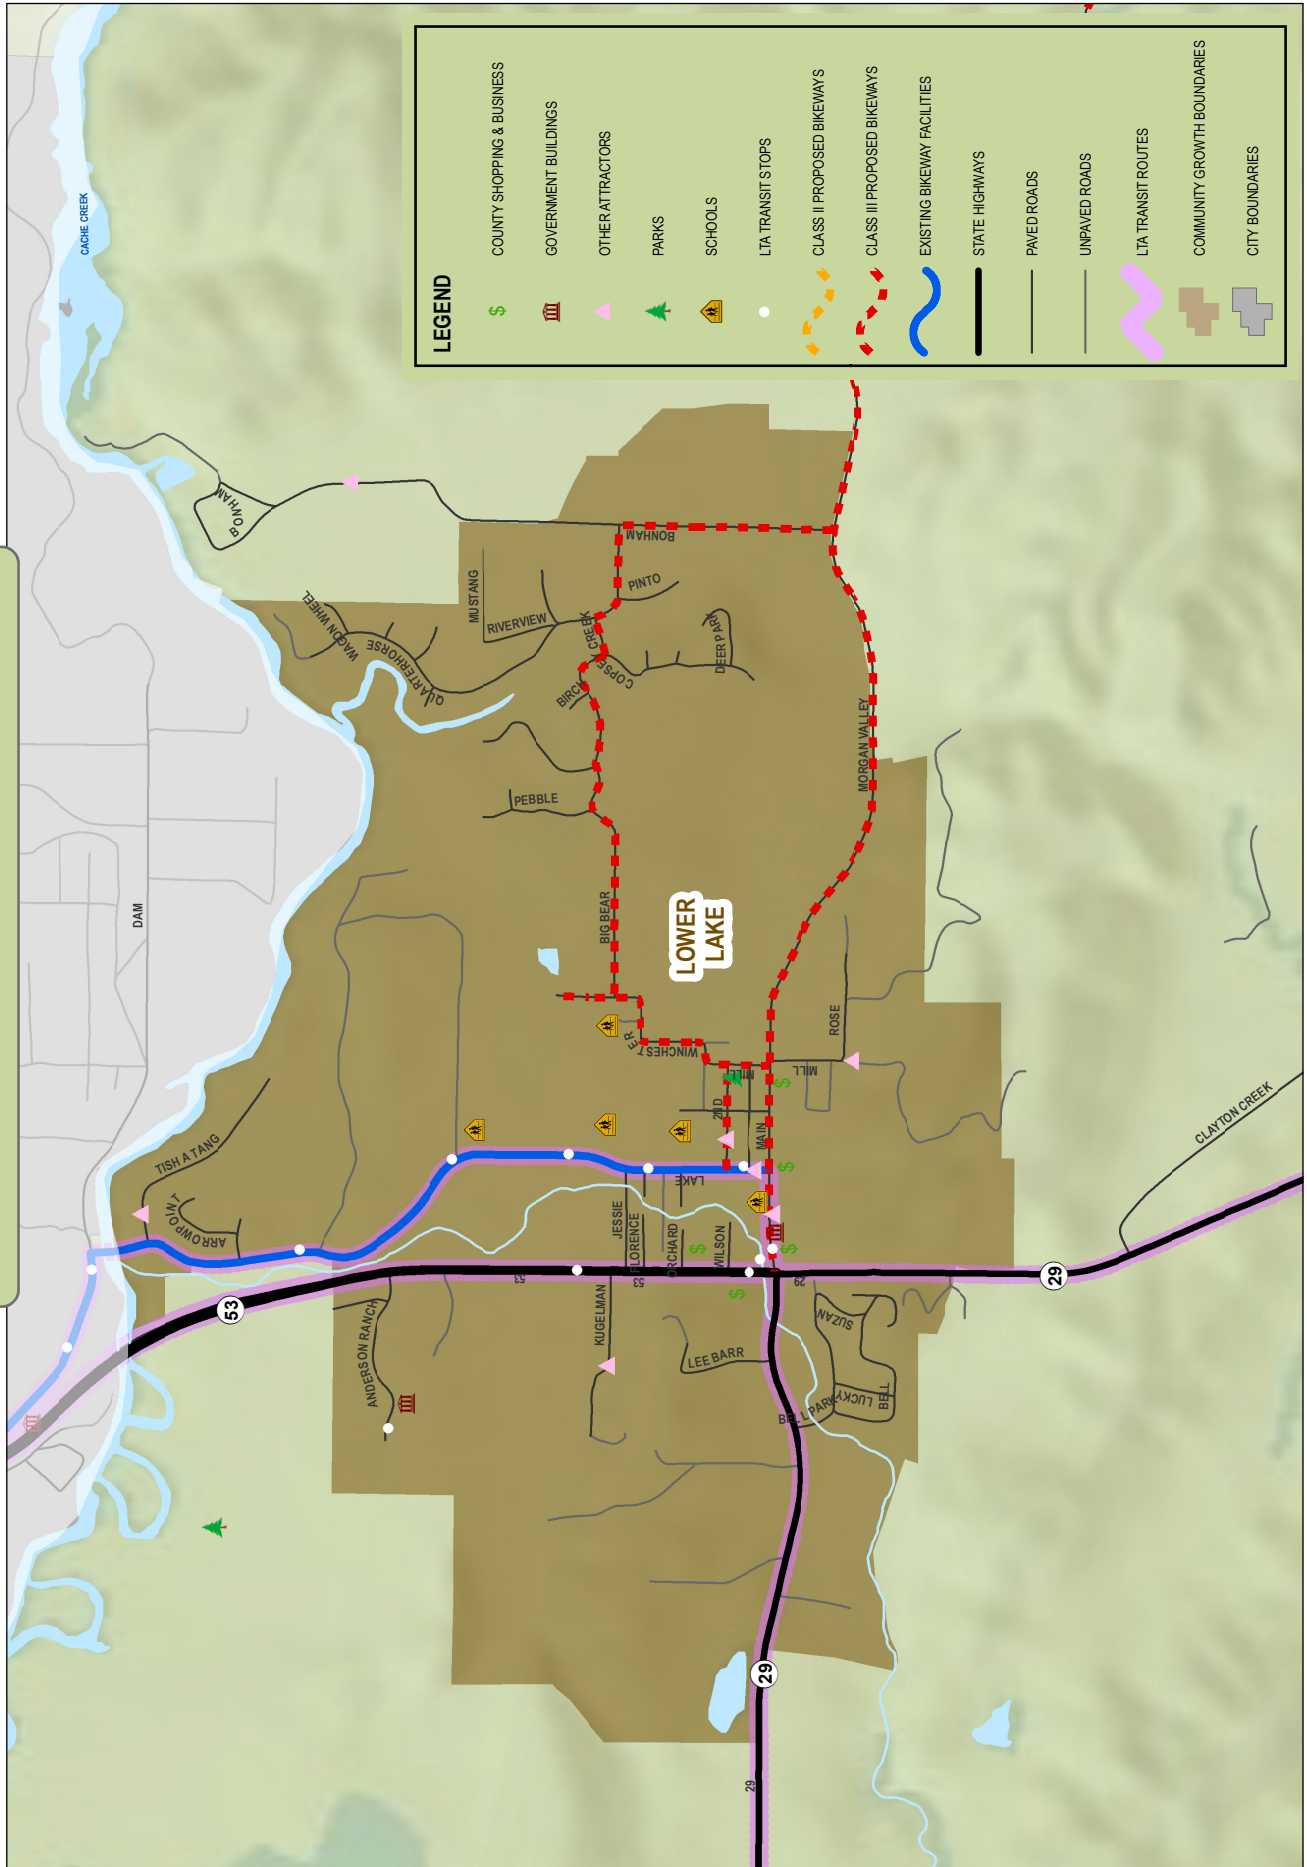 CACHE CREEK
DAM
53
TISH A TANG
ARROWPOINT
BONHAM
WAGON WHEEL
QUARTERHORSE
MUSTANG
RIVERVIEW
PINTO
BONHAM
COPSEY CREEK
BIRCH
DEER PARK
PEBBLE
BIG BEAR
LOWER
LAKE
MORGAN VALLEY
WINCHESTER
MILL
MILL
ROSE
2ND
MAIN
LAKE
JESSIE
FLORENCE
ORCHARD
WILSON
53
53
29
KUGELMAN
ANDERSON RANCH
LEE BARR
SUZAN
BELL PARK
LUCKY
BELL
29
CLAYTON CREEK
29
29
LEGEND
COUNTY SHOPPING & BUSINESS
GOVERNMENT BUILDINGS
OTHER ATTRACTORS
PARKS
SCHOOLS
LTA TRANSIT STOPS
CLASS II PROPOSED BIKEWAYS
CLASS III PROPOSED BIKEWAYS
EXISTING BIKEWAY FACILITIES
STATE HIGHWAYS
PAVED ROADS
UNPAVED ROADS
LTA TRANSIT ROUTES
COMMUNITY GROWTH BOUNDARIES
CITY BOUNDARIES